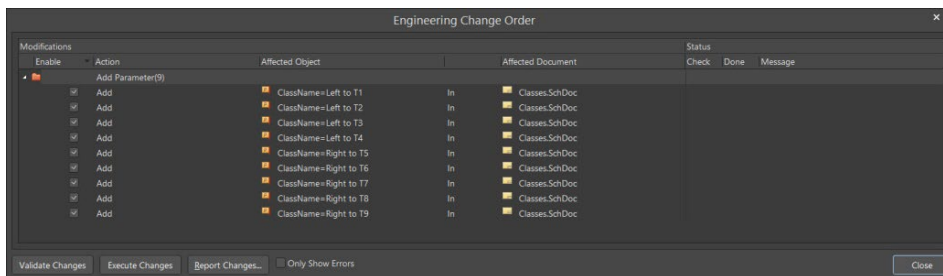 Engineering Change Order
Modifications Status
Enable Action Affected Object Affected Document Check Done Message
Add Parameter(9)
Add ClassName=Left to T1 In Classes.SchDoc
Add ClassName=Left to T2 In Classes.SchDoc
Add ClassName=Left to T3 In Classes.SchDoc
Add ClassName=Left to T4 In Classes.SchDoc
Add ClassName=Right to T5 In Classes.SchDoc
Add ClassName=Right to T6 In Classes.SchDoc
Add ClassName=Right to T7 In Classes.SchDoc
Add ClassName=Right to T8 In Classes.SchDoc
Add ClassName=Right to T9 In Classes.SchDoc
Validate Changes Execute Changes Report Changes... Only Show Errors Close